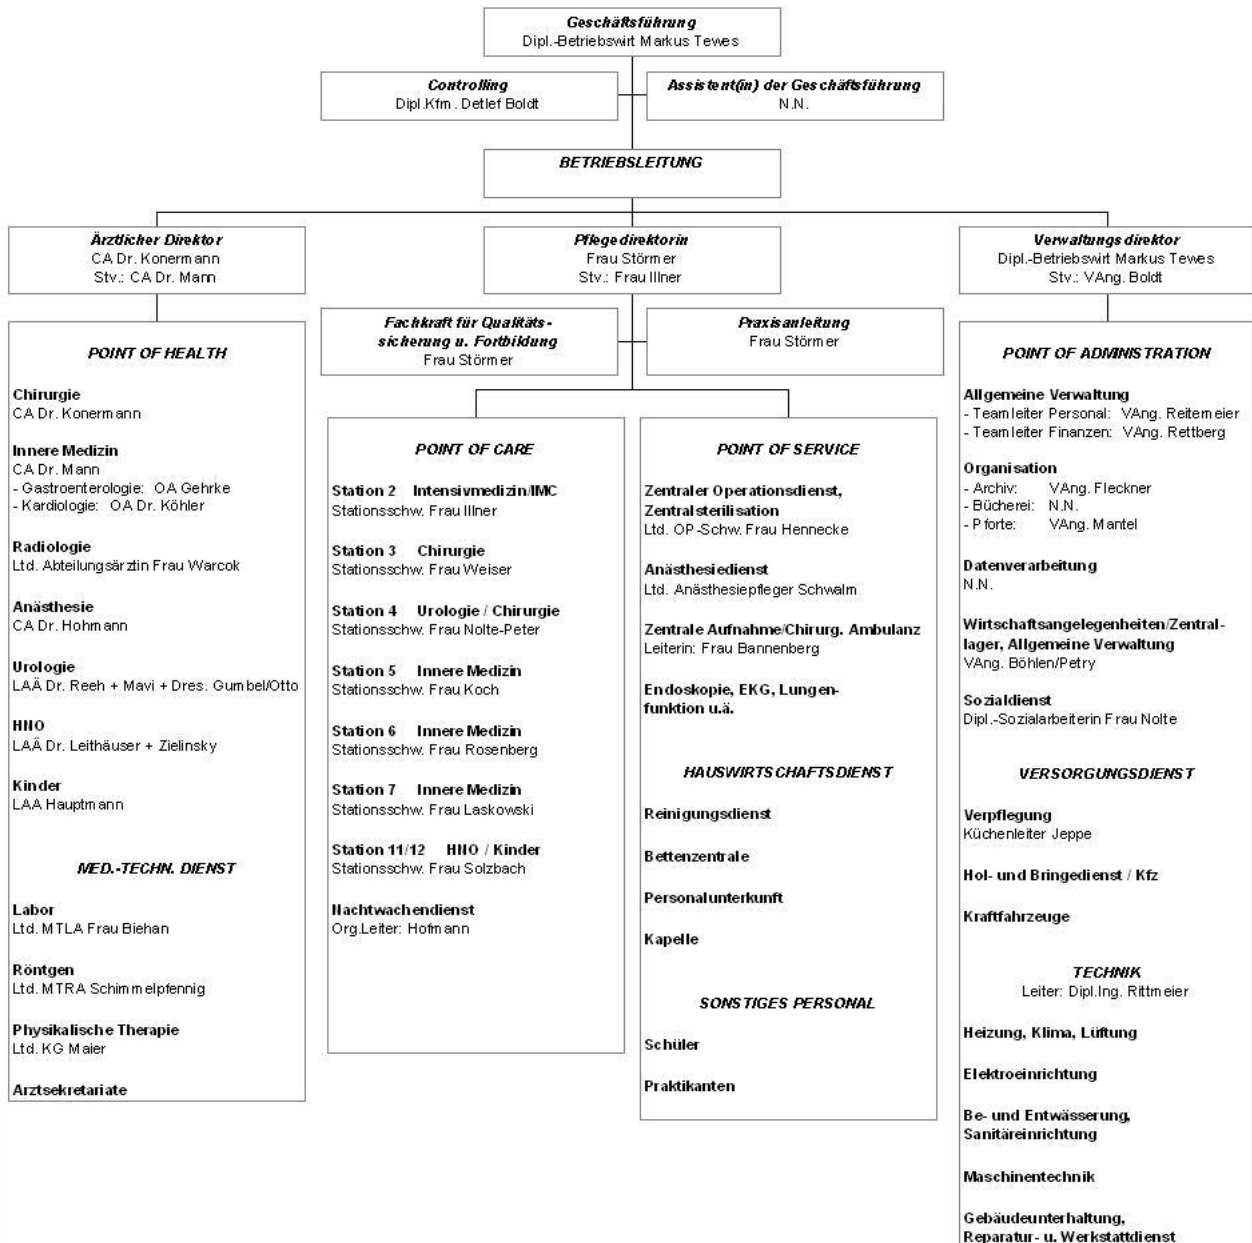 Geschäftsführung
Dipl.-Betriebswirt Markus Tewes
Controlling
Dipl.Kfm. Detlef Boldt
Assistent(in) der Geschäftsführung
N.N.
BETRIEBSLEITUNG
Ärztlicher Direktor
CA Dr. Konermann
Stv.: CA Dr. Mann
Pflegedirektorin
Frau Störmer
Stv.: Frau Illner
Verwaltungsdirektor
Dipl.-Betriebswirt Markus Tewes
Stv.: VAng. Boldt
Fachkraft für Qualitäts-
sicherung u. Fortbildung
Frau Störmer
Praxisanleitung
Frau Störmer
POINT OF HEALTH
Chirurgie
CA Dr. Konermann
Innere Medizin
CA Dr. Mann
- Gastroenterologie: OA Gehrke
- Kardiologie: OA Dr. Köhler
Radiologie
Ltd. Abteilungsärztin Frau Warcok
Anästhesie
CA Dr. Hohmann
Urologie
LAÄ Dr. Reeh + Mavi + Dres. Gumbel/Otto
HNO
LAÄ Dr. Leithäuser + Zielinsky
Kinder
LAA Hauptmann
MED.-TECHN. DIENST
Labor
Ltd. MTLA Frau Biehan
Röntgen
Ltd. MTRA Schimmelpfennig
Physikalische Therapie
Ltd. KG Maier
Arztsekretariate
POINT OF CARE
Station 2 Intensivmedizin/IMC
Stationsschw. Frau Illner
Station 3 Chirurgie
Stationsschw. Frau Weiser
Station 4 Urologie / Chirurgie
Stationsschw. Frau Nolte-Peter
Station 5 Innere Medizin
Stationsschw. Frau Koch
Station 6 Innere Medizin
Stationsschw. Frau Rosenberg
Station 7 Innere Medizin
Stationsschw. Frau Laskowski
Station 11/12 HNO / Kinder
Stationsschw. Frau Solzbach
Nachtwachendienst
Org.Leiter: Hofmann
POINT OF SERVICE
Zentraler Operationsdienst,
Zentralsterilisation
Ltd. OP-Schw. Frau Hennecke
Anästhesiedienst
Ltd. Anästhesiepfleger Schwalm
Zentrale Aufnahme/Chirurg. Ambulanz
Leiterin: Frau Bannenberg
Endoskopie, EKG, Lungen-
funktion u.ä.
HAUSWIRTSCHAFTSDIENST
Reinigungsdienst
Bettenzentrale
Personalunterkunft
Kapelle
SONSTIGES PERSONAL
Schüler
Praktikanten
POINT OF ADMINISTRATION
Allgemeine Verwaltung
- Teamleiter Personal: VAng. Reitemeier
- Teamleiter Finanzen: VAng. Rettberg
Organisation
- Archiv: VAng. Fleckner
- Bücherei: N.N.
- Pforte: VAng. Mantel
Datenverarbeitung
N.N.
Wirtschaftsangelegenheiten/Zentral-
lager, Allgemeine Verwaltung
VAng. Böhlen/Petry
Sozialdienst
Dipl.-Sozialarbeiterin Frau Nolte
VERSORGUNGSDIENST
Verpflegung
Küchenleiter Jeppe
Hol- und Bringedienst / Kfz
Kraftfahrzeuge
TECHNIK
Leiter: Dipl.Ing. Rittmeier
Heizung, Klima, Lüftung
Elektroeinrichtung
Be- und Entwässerung,
Sanitäreinrichtung
Maschinentechnik
Gebäudeunterhaltung,
Reparatur- u. Werkstattdienst